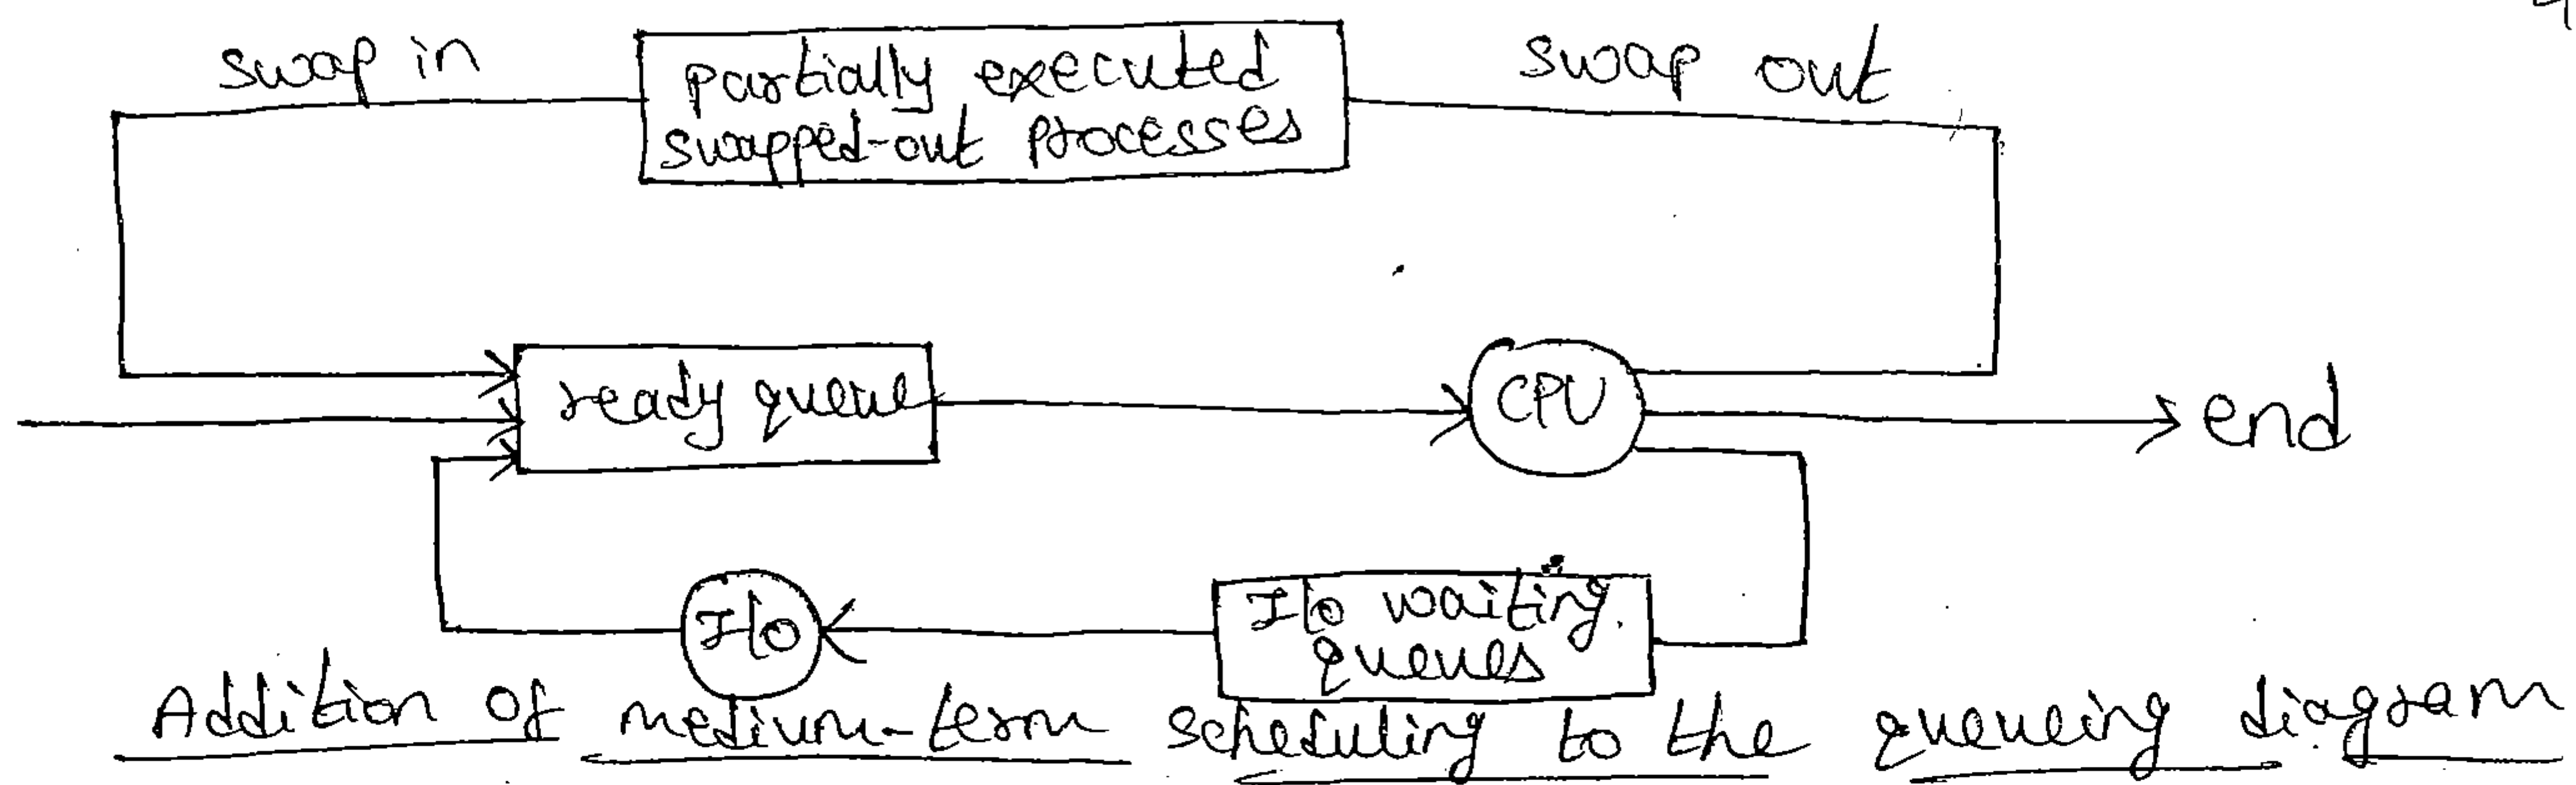 swap in
partially executed
swapped-out processes
swap out
ready queue
CPU
end
I/o
I/o waiting
queues
Addition of medium-term scheduling to the queueing diagram